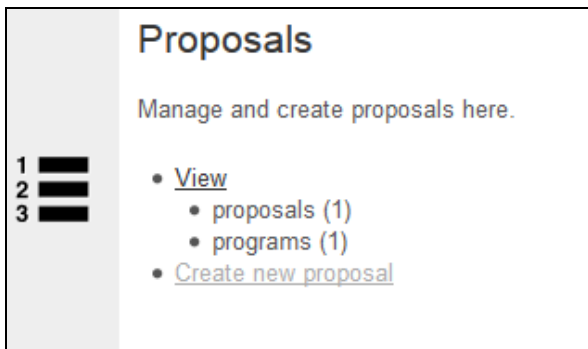 Proposals
Manage and create proposals here.
1
2
3
View
proposals (1)
programs (1)
Create new proposal